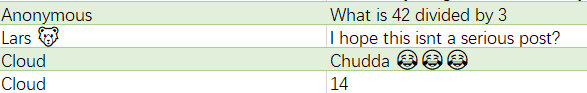 Anonymous What is 42 divided by 3
Lars 🐻 I hope this isnt a serious post?
Cloud Chudda 😂😂😂
Cloud 14